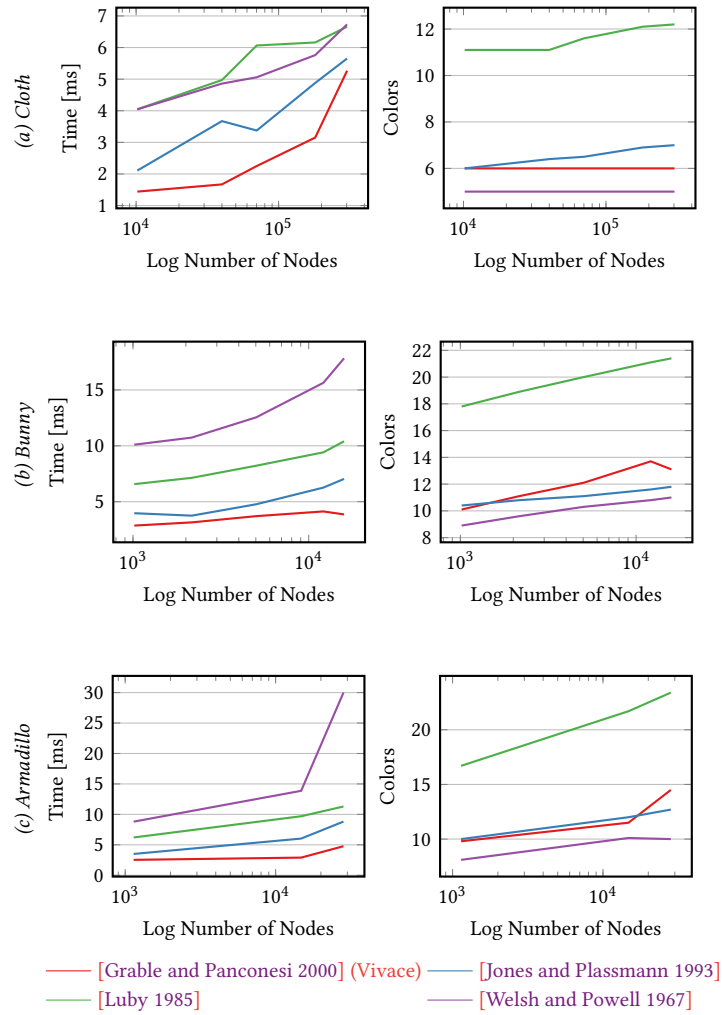 (a) Cloth
Time [ms]
7
6
5
4
3
2
1
10^4
10^5
Log Number of Nodes
Colors
12
10
8
6
10^4
10^5
Log Number of Nodes
(b) Bunny
Time [ms]
15
10
5
10^3
10^4
Log Number of Nodes
Colors
22
20
18
16
14
12
10
8
10^3
10^4
Log Number of Nodes
(c) Armadillo
Time [ms]
30
25
20
15
10
5
0
10^3
10^4
Log Number of Nodes
Colors
20
15
10
10^3
10^4
Log Number of Nodes
[Grable and Panconesi 2000] (Vivace)
[Jones and Plassmann 1993]
[Luby 1985]
[Welsh and Powell 1967]